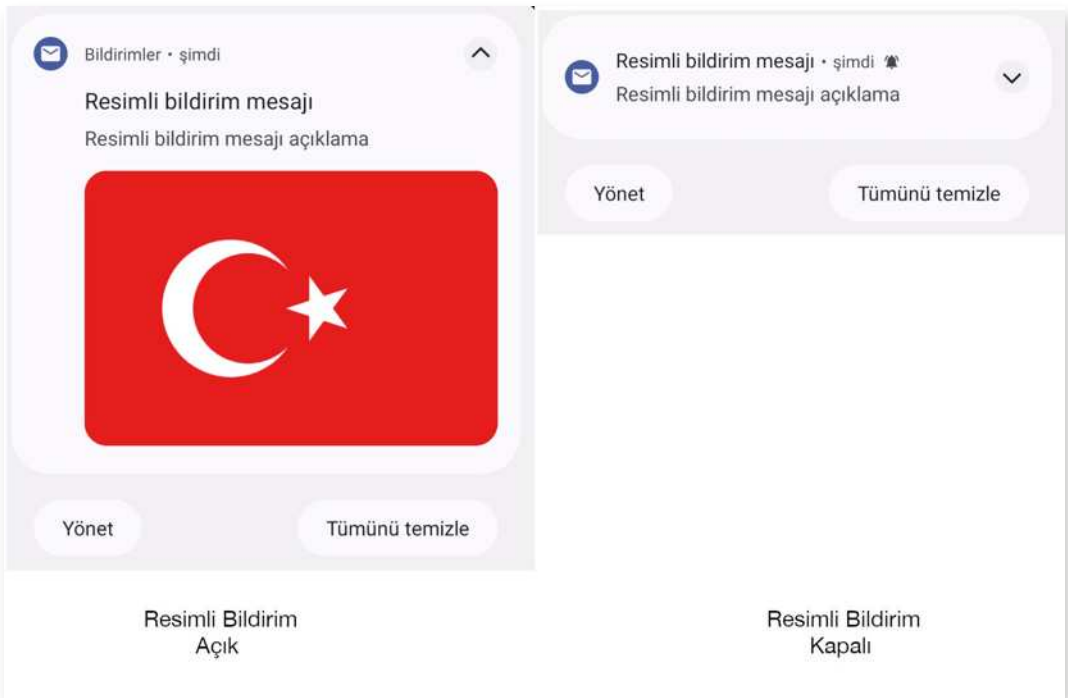 Bildirimler • şimdi
Resimli bildirim mesajı
Resimli bildirim mesajı açıklama
Yönet
Tümünü temizle
Resimli Bildirim
Açık
Resimli bildirim mesajı • şimdi
Resimli bildirim mesajı açıklama
Yönet
Tümünü temizle
Resimli Bildirim
Kapalı